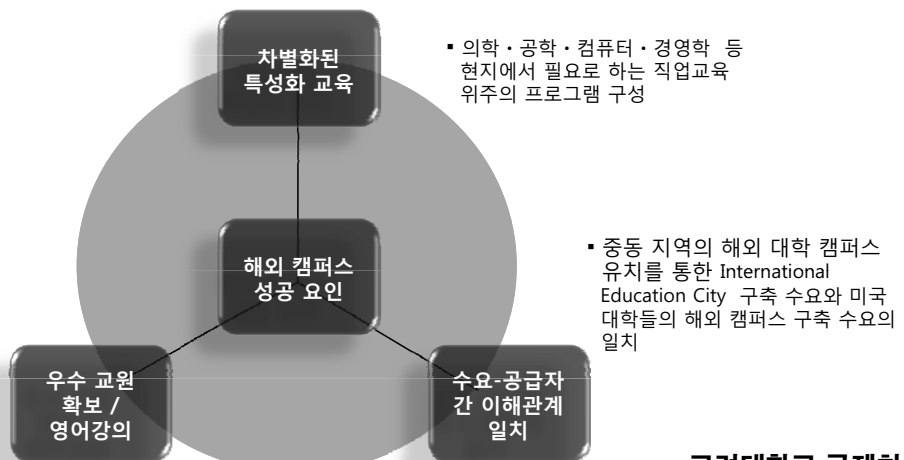 차별화된
특성화 교육
▪ 의학・공학・컴퓨터・경영학 등
현지에서 필요로 하는 직업교육
위주의 프로그램 구성
해외 캠퍼스
성공 요인
▪ 중동 지역의 해외 대학 캠퍼스
유치를 통한 International
Education City 구축 수요와 미국
대학들의 해외 캠퍼스 구축 수요의
일치
우수 교원
확보 /
영어강의
수요-공급자
간 이해관계
일치